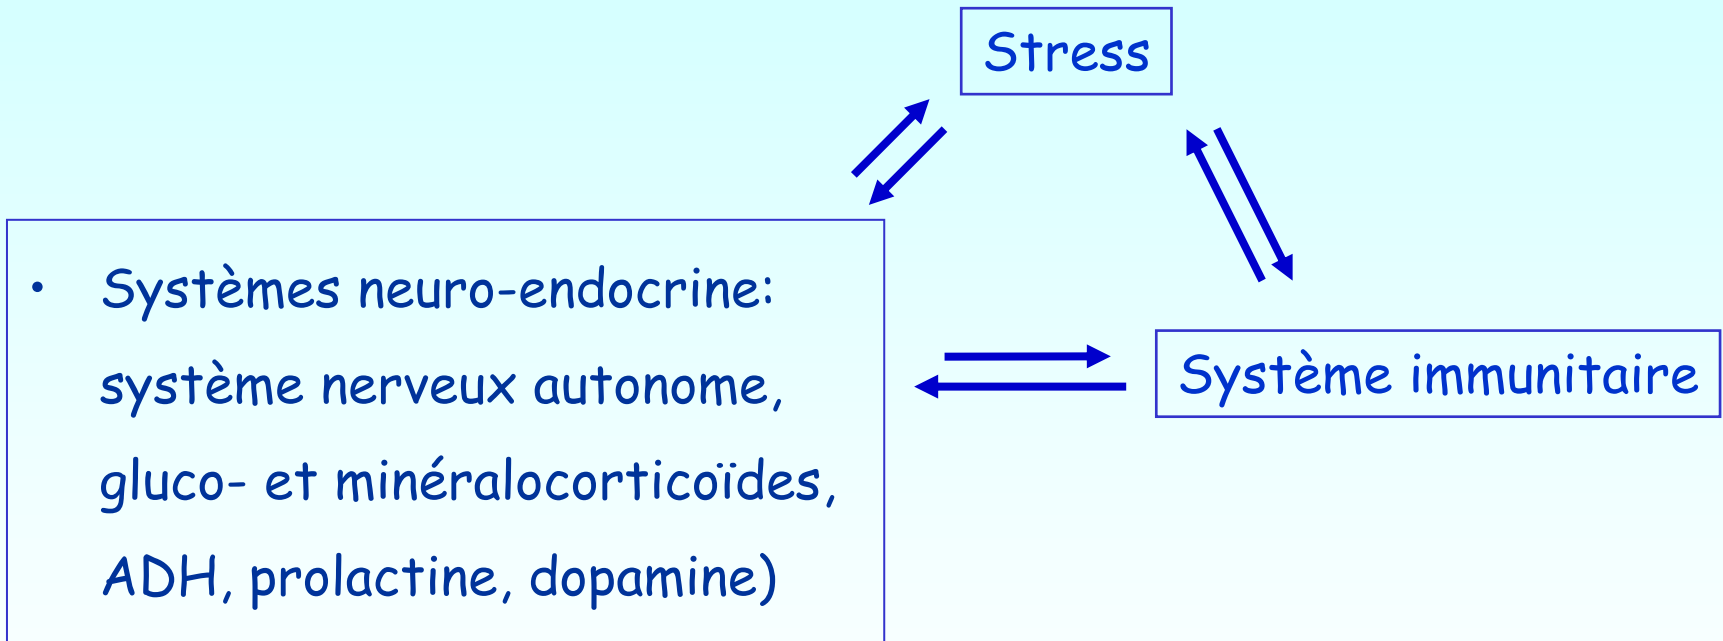 Stress
• Systèmes neuro-endocrine:
système nerveux autonome,
gluco- et minéralocorticoïdes,
ADH, prolactine, dopamine)
Système immunitaire